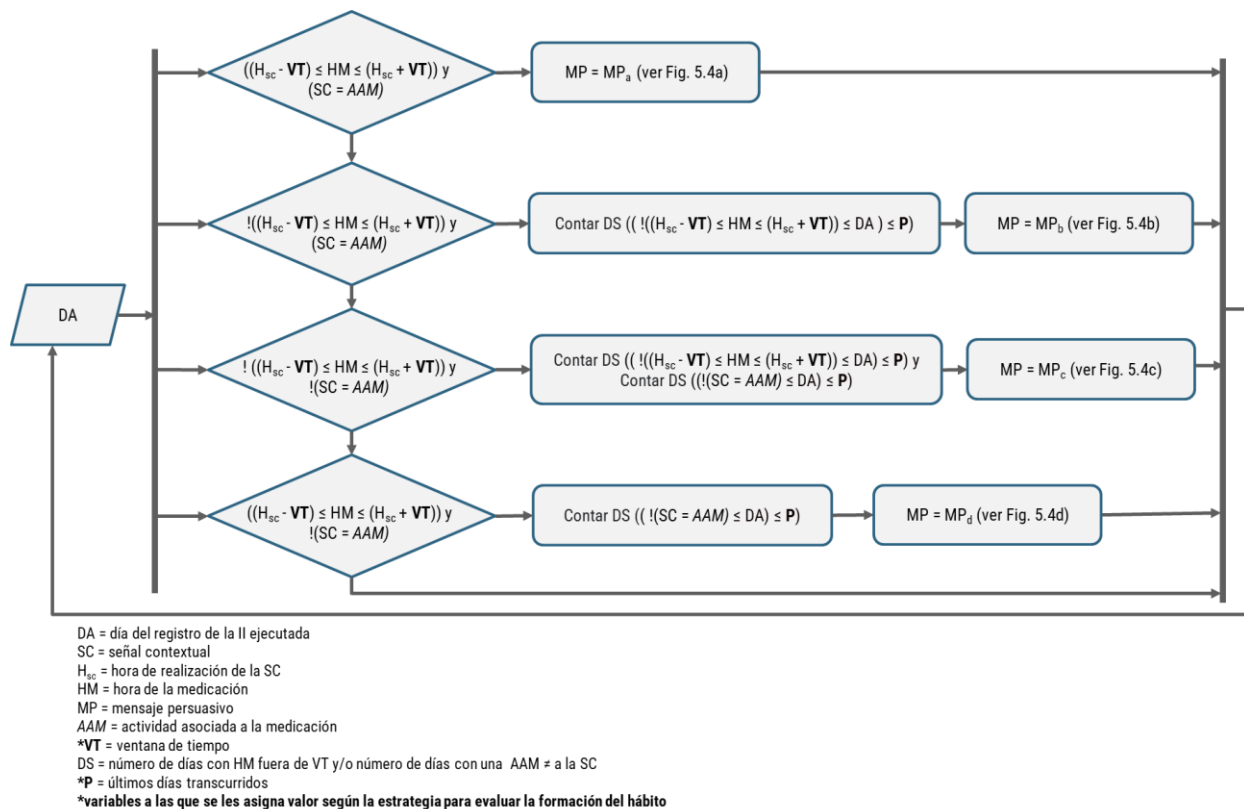 ((Hsc - VT) ≤ HM ≤ (Hsc + VT)) y
(SC = AAM)
MP = MPa (ver Fig. 5.4a)
!((Hsc - VT) ≤ HM ≤ (Hsc + VT)) y
(SC = AAM)
Contar DS (( !((Hsc - VT) ≤ HM ≤ (Hsc + VT)) ≤ DA ) ≤ P)
MP = MPb (ver Fig. 5.4b)
DA
! ((Hsc - VT) ≤ HM ≤ (Hsc + VT)) y
!(SC = AAM)
Contar DS (( !((Hsc - VT) ≤ HM ≤ (Hsc + VT)) ≤ DA) ≤ P) y
Contar DS ((!(SC = AAM) ≤ DA) ≤ P)
MP = MPc (ver Fig. 5.4c)
((Hsc - VT) ≤ HM ≤ (Hsc + VT)) y
!(SC = AAM)
Contar DS (( !(SC = AAM) ≤ DA) ≤ P)
MP = MPd (ver Fig. 5.4d)
DA = día del registro de la II ejecutada
SC = señal contextual
Hsc = hora de realización de la SC
HM = hora de la medicación
MP = mensaje persuasivo
AAM = actividad asociada a la medicación
*VT = ventana de tiempo
DS = número de días con HM fuera de VT y/o número de días con una AAM ≠ a la SC
*P = últimos días transcurridos
*variables a las que se les asigna valor según la estrategia para evaluar la formación del hábito